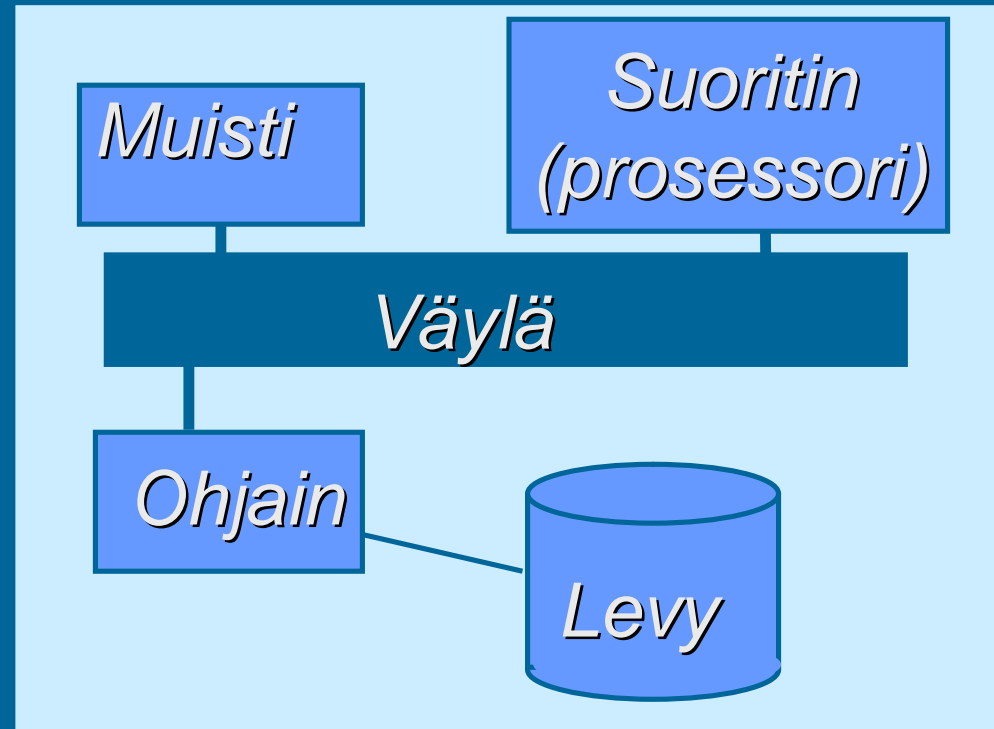 Muisti
Suoritin
(prosessori)
Väylä
Ohjain
Levy